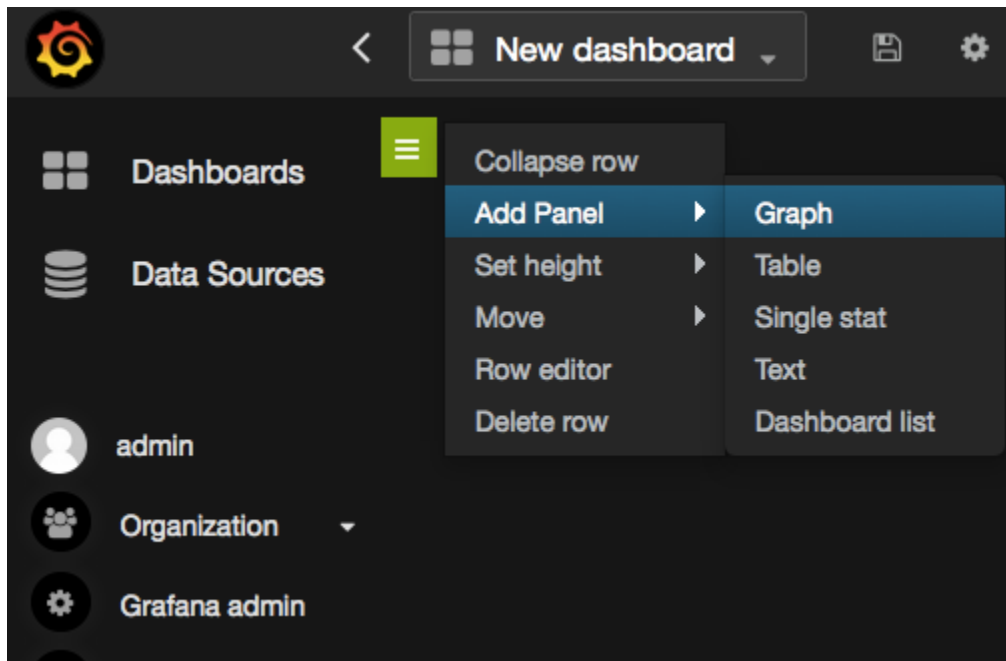 New dashboard
Dashboards
Data Sources
admin
Organization
Grafana admin
Collapse row
Add Panel
Set height
Move
Row editor
Delete row
Graph
Table
Single stat
Text
Dashboard list